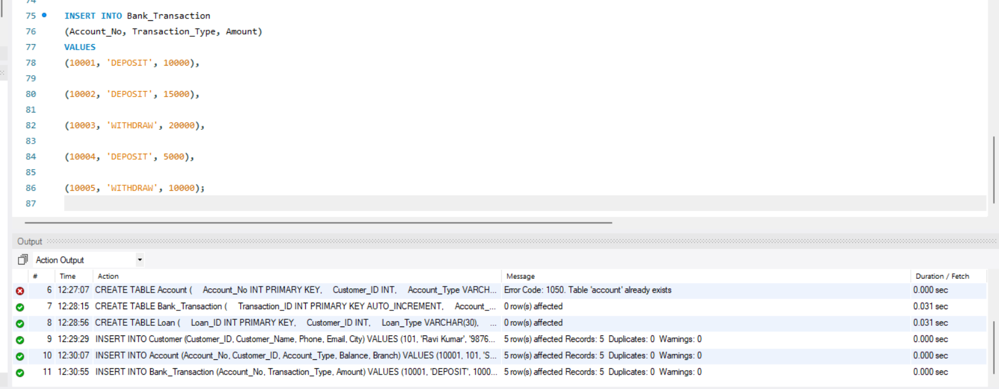 74
75 INSERT INTO Bank_Transaction
76 (Account_No, Transaction_Type, Amount)
77 VALUES
78 (10001, 'DEPOSIT', 10000),
79
80 (10002, 'DEPOSIT', 15000),
81
82 (10003, 'WITHDRAW', 20000),
83
84 (10004, 'DEPOSIT', 5000),
85
86 (10005, 'WITHDRAW', 10000);
87
Output
Action Output
# Time Action Message Duration / Fetch
6 12:27:07 CREATE TABLE Account ( Account_No INT PRIMARY KEY, Customer_ID INT, Account_Type VARCH... Error Code: 1050. Table 'account' already exists 0.000 sec
7 12:28:15 CREATE TABLE Bank_Transaction ( Transaction_ID INT PRIMARY KEY AUTO_INCREMENT, Account_... 0 row(s) affected 0.031 sec
8 12:28:56 CREATE TABLE Loan ( Loan_ID INT PRIMARY KEY, Customer_ID INT, Loan_Type VARCHAR(30), ... 0 row(s) affected 0.031 sec
9 12:29:29 INSERT INTO Customer (Customer_ID, Customer_Name, Phone, Email, City) VALUES (101, 'Ravi Kumar', '9876... 5 row(s) affected Records: 5 Duplicates: 0 Warnings: 0 0.000 sec
10 12:30:07 INSERT INTO Account (Account_No, Customer_ID, Account_Type, Balance, Branch) VALUES (10001, 101, 'S... 5 row(s) affected Records: 5 Duplicates: 0 Warnings: 0 0.000 sec
11 12:30:55 INSERT INTO Bank_Transaction (Account_No, Transaction_Type, Amount) VALUES (10001, 'DEPOSIT', 1000... 5 row(s) affected Records: 5 Duplicates: 0 Warnings: 0 0.000 sec